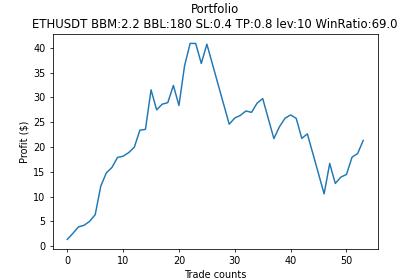 Portfolio
ETHUSDT BBM:2.2 BBL:180 SL:0.4 TP:0.8 lev:10 WinRatio:69.0
40
35
30
25
20
15
10
5
0
Profit ($)
0 10 20 30 40 50
Trade counts